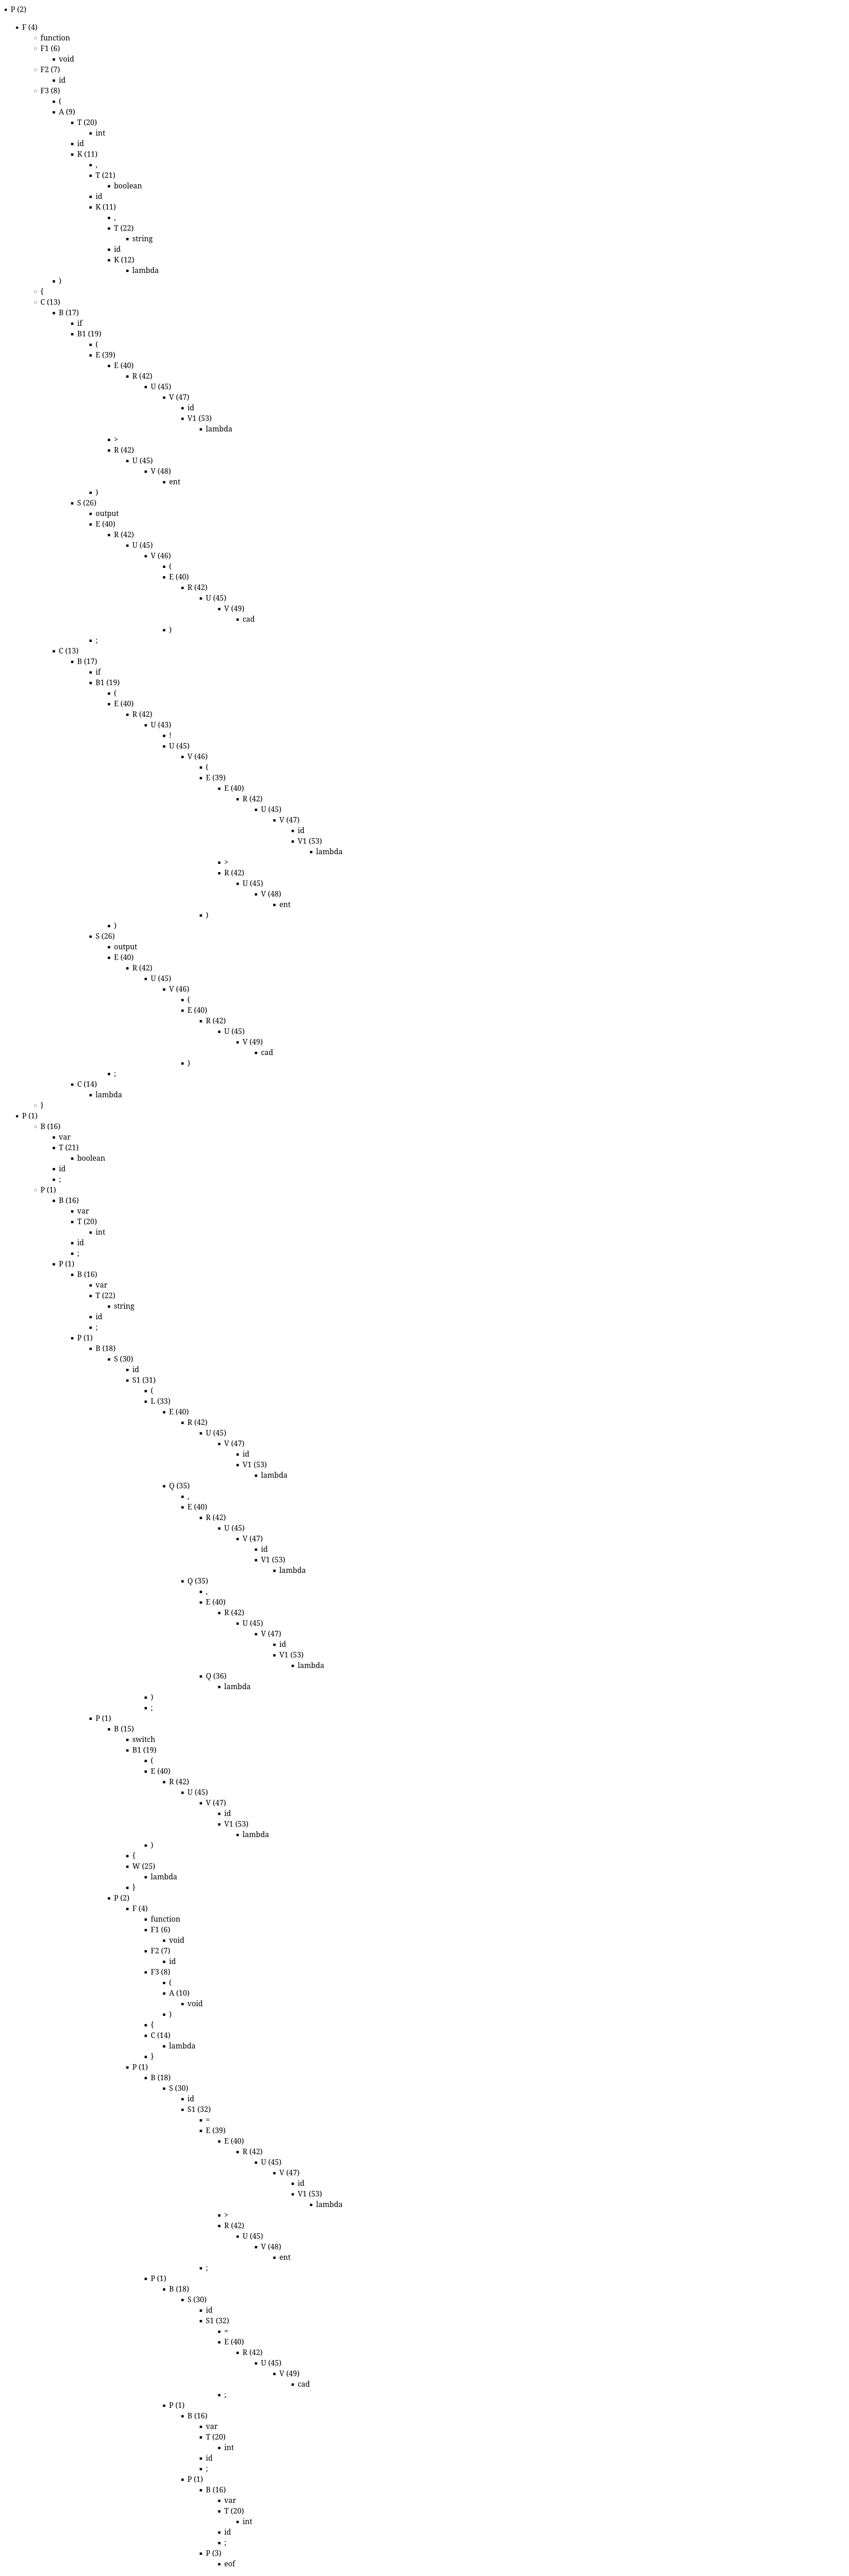 P (2)
F (4)
function
F1 (6)
void
F2 (7)
id
F3 (8)
(
A (9)
T (20)
int
id
K (11)
,
T (21)
boolean
id
K (11)
,
T (22)
string
id
K (12)
lambda
)
{
C (13)
B (17)
if
B1 (19)
(
E (39)
E (40)
R (42)
U (45)
V (47)
id
V1 (53)
lambda
>
R (42)
U (45)
V (48)
ent
)
S (26)
output
E (40)
R (42)
U (45)
V (46)
(
E (40)
R (42)
U (45)
V (49)
cad
)
;
C (13)
B (17)
if
B1 (19)
(
E (40)
R (42)
U (43)
!
U (45)
V (46)
(
E (39)
E (40)
R (42)
U (45)
V (47)
id
V1 (53)
lambda
>
R (42)
U (45)
V (48)
ent
)
)
S (26)
output
E (40)
R (42)
U (45)
V (46)
(
E (40)
R (42)
U (45)
V (49)
cad
)
;
C (14)
lambda
}
P (1)
B (16)
var
T (21)
boolean
id
;
P (1)
B (16)
var
T (20)
int
id
;
P (1)
B (16)
var
T (22)
string
id
;
P (1)
B (18)
S (30)
id
S1 (31)
(
L (33)
E (40)
R (42)
U (45)
V (47)
id
V1 (53)
lambda
Q (35)
,
E (40)
R (42)
U (45)
V (47)
id
V1 (53)
lambda
Q (35)
,
E (40)
R (42)
U (45)
V (47)
id
V1 (53)
lambda
Q (36)
lambda
)
;
P (1)
B (15)
switch
B1 (19)
(
E (40)
R (42)
U (45)
V (47)
id
V1 (53)
lambda
)
{
W (25)
lambda
}
P (2)
F (4)
function
F1 (6)
void
F2 (7)
id
F3 (8)
(
A (10)
void
)
{
C (14)
lambda
}
P (1)
B (18)
S (30)
id
S1 (32)
=
E (39)
E (40)
R (42)
U (45)
V (47)
id
V1 (53)
lambda
>
R (42)
U (45)
V (48)
ent
;
P (1)
B (18)
S (30)
id
S1 (32)
=
E (40)
R (42)
U (45)
V (49)
cad
;
P (1)
B (16)
var
T (20)
int
id
;
P (1)
B (16)
var
T (20)
int
id
;
P (3)
eof